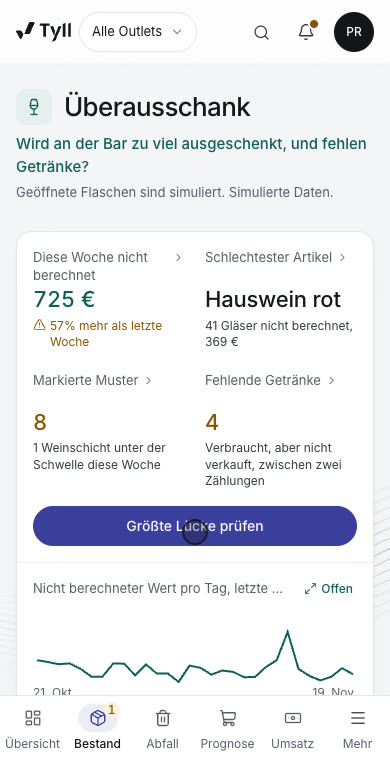 Tyll
Alle Outlets
PR
Überausschank
Wird an der Bar zu viel ausgeschenkt, und fehlen
Getränke?
Geöffnete Flaschen sind simuliert. Simulierte Daten.
Diese Woche nicht
berechnet
725 €
57% mehr als letzte
Woche
Schlechtester Artikel
Hauswein rot
41 Gläser nicht berechnet,
369 €
Markierte Muster
8
1 Weinschicht unter der
Schwelle diese Woche
Fehlende Getränke
4
Verbraucht, aber nicht
verkauft, zwischen zwei
Zählungen
Größte Lücke prüfen
Nicht berechneter Wert pro Tag, letzte ...
Offen
21. Okt
19. Nov
1
Übersicht
Bestand
Abfall
Prognose
Umsatz
Mehr